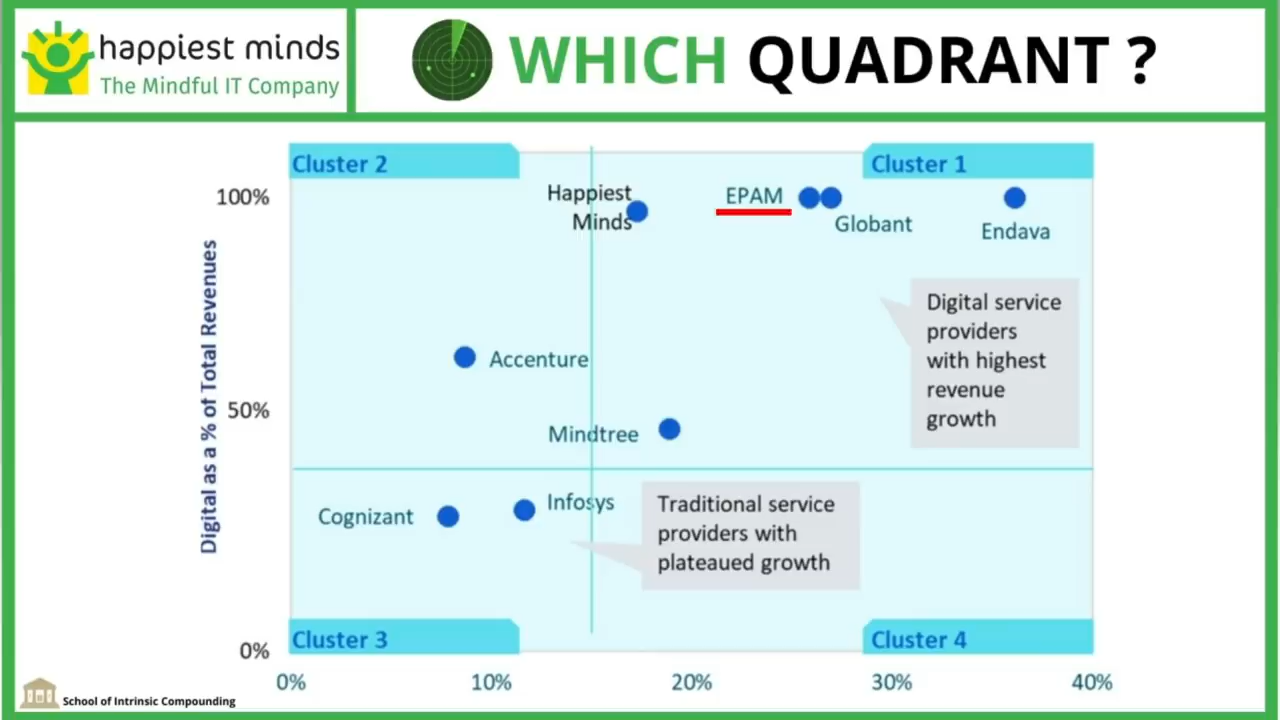 happiest minds
The Mindful IT Company
WHICH QUADRANT ?
Cluster 2
Cluster 1
100%
Happiest
Minds
EPAM
Globant
Endava
Digital as a % of Total Revenues
Digital service
providers
with highest
revenue
growth
Accenture
50%
Mindtree
Cognizant
Infosys
Traditional service
providers with
plateaued growth
0%
Cluster 3
Cluster 4
0%
10%
20%
30%
40%
School of Intrinsic Compounding